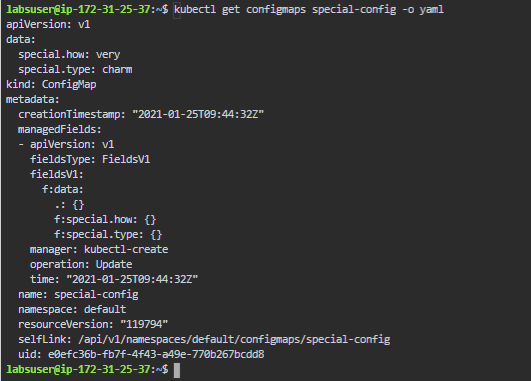 labsuser@ip-172-31-25-37:~$ kubectl get configmaps special-config -o yaml
apiVersion: v1
data:
  special.how: very
  special.type: charm
kind: ConfigMap
metadata:
  creationTimestamp: "2021-01-25T09:44:32Z"
  managedFields:
  - apiVersion: v1
    fieldsType: FieldsV1
    fieldsV1:
      f:data:
        .: {}
        f:special.how: {}
        f:special.type: {}
    manager: kubectl-create
    operation: Update
    time: "2021-01-25T09:44:32Z"
  name: special-config
  namespace: default
  resourceVersion: "119794"
  selfLink: /api/v1/namespaces/default/configmaps/special-config
  uid: e0efc36b-fb7f-4f43-a49e-770b267bcdd8
labsuser@ip-172-31-25-37:~$